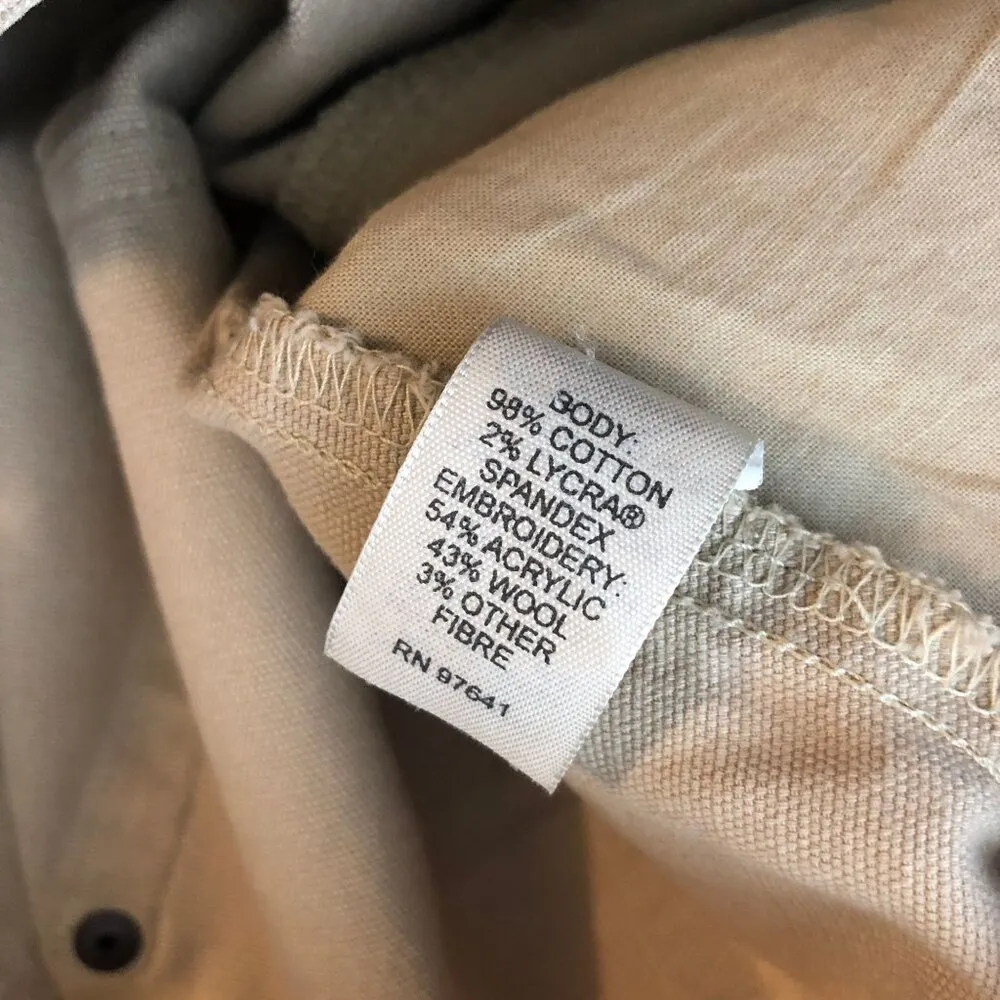 BODY:
98% COTTON
2% LYCRA®
SPANDEX
EMBROIDERY:
54% ACRYLIC
43% WOOL
3% OTHER
FIBRE
RN 97641